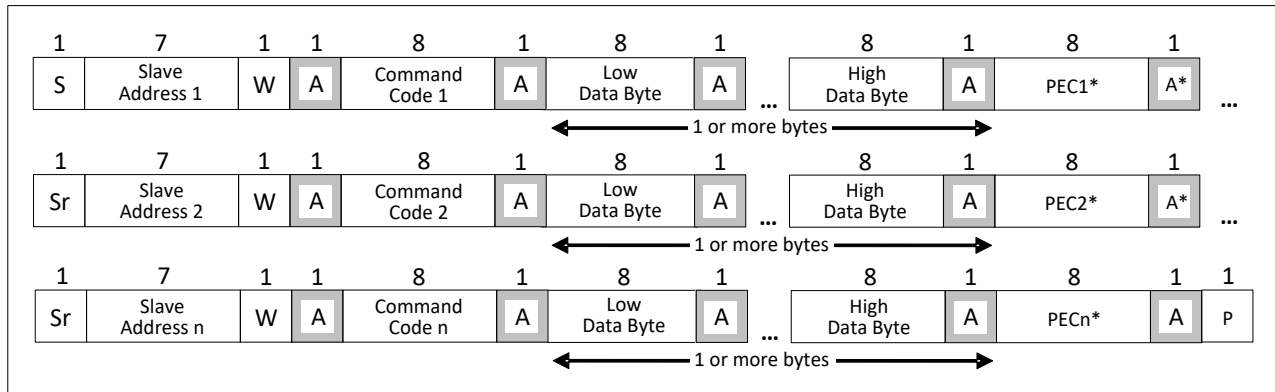 1 7 1 1 8 1 8 1 8 1 8 1
S Slave Address 1 W A Command Code 1 A Low Data Byte A ... High Data Byte A PEC1* A* ...
1 or more bytes
1 7 1 1 8 1 8 1 8 1 8 1
Sr Slave Address 2 W A Command Code 2 A Low Data Byte A ... High Data Byte A PEC2* A* ...
1 or more bytes
1 7 1 1 8 1 8 1 8 1 8 1 1
Sr Slave Address n W A Command Code n A Low Data Byte A ... High Data Byte A PECn* A P
1 or more bytes